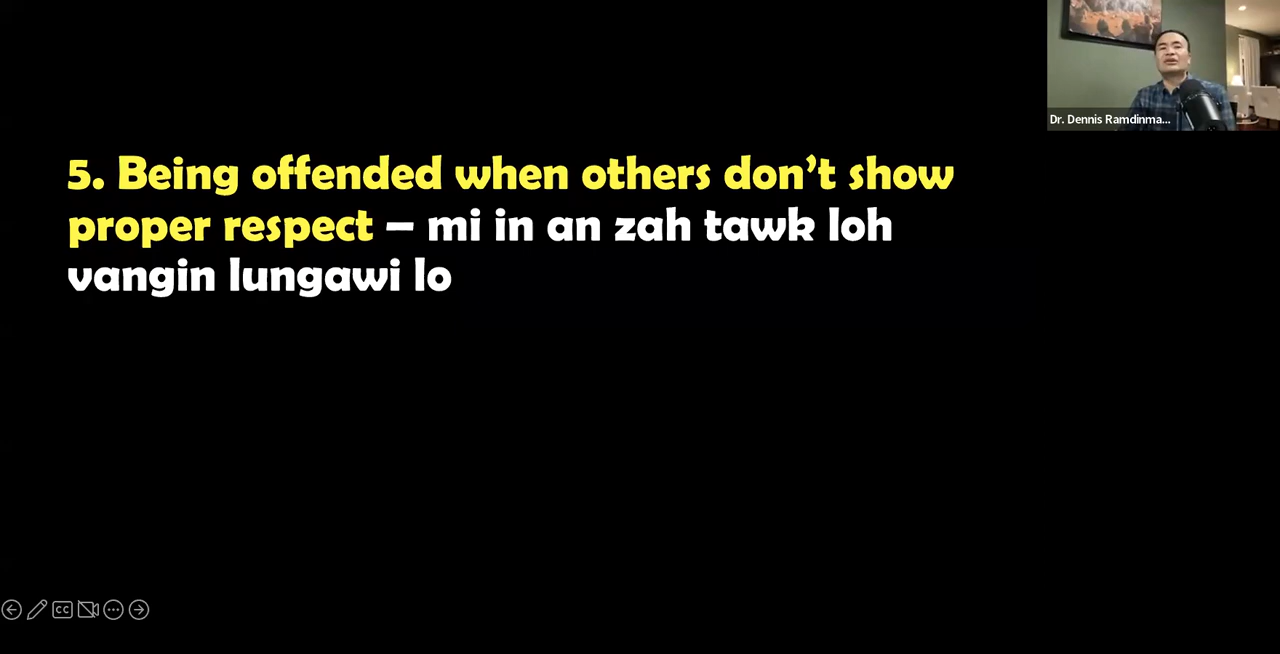 Dr. Dennis Ramdinma...
5. Being offended when others don't show
proper respect – mi in an zah tawk loh
vangin lungawi lo
CC